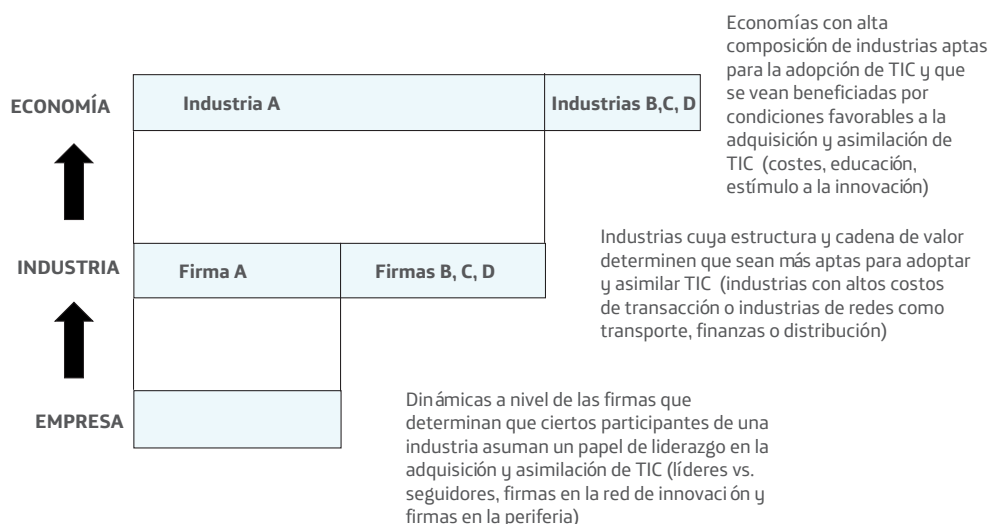 Economías con alta
composición de industrias aptas
para la adopción de TIC y que
se vean beneficiadas por
condiciones favorables a la
adquisición y asimilación de
TIC (costes, educación,
estímulo a la innovación)
ECONOMÍA
Industria A
Industrias B,C, D
Industrias cuya estructura y cadena de valor
determinen que sean más aptas para adoptar
y asimilar TIC (industrias con altos costos
de transacción o industrias de redes como
transporte, finanzas o distribución)
INDUSTRIA
Firma A
Firmas B, C, D
EMPRESA
Dinámicas a nivel de las firmas que
determinan que ciertos participantes de una
industria asuman un papel de liderazgo en la
adquisición y asimilación de TIC (líderes vs.
seguidores, firmas en la red de innovación y
firmas en la periferia)